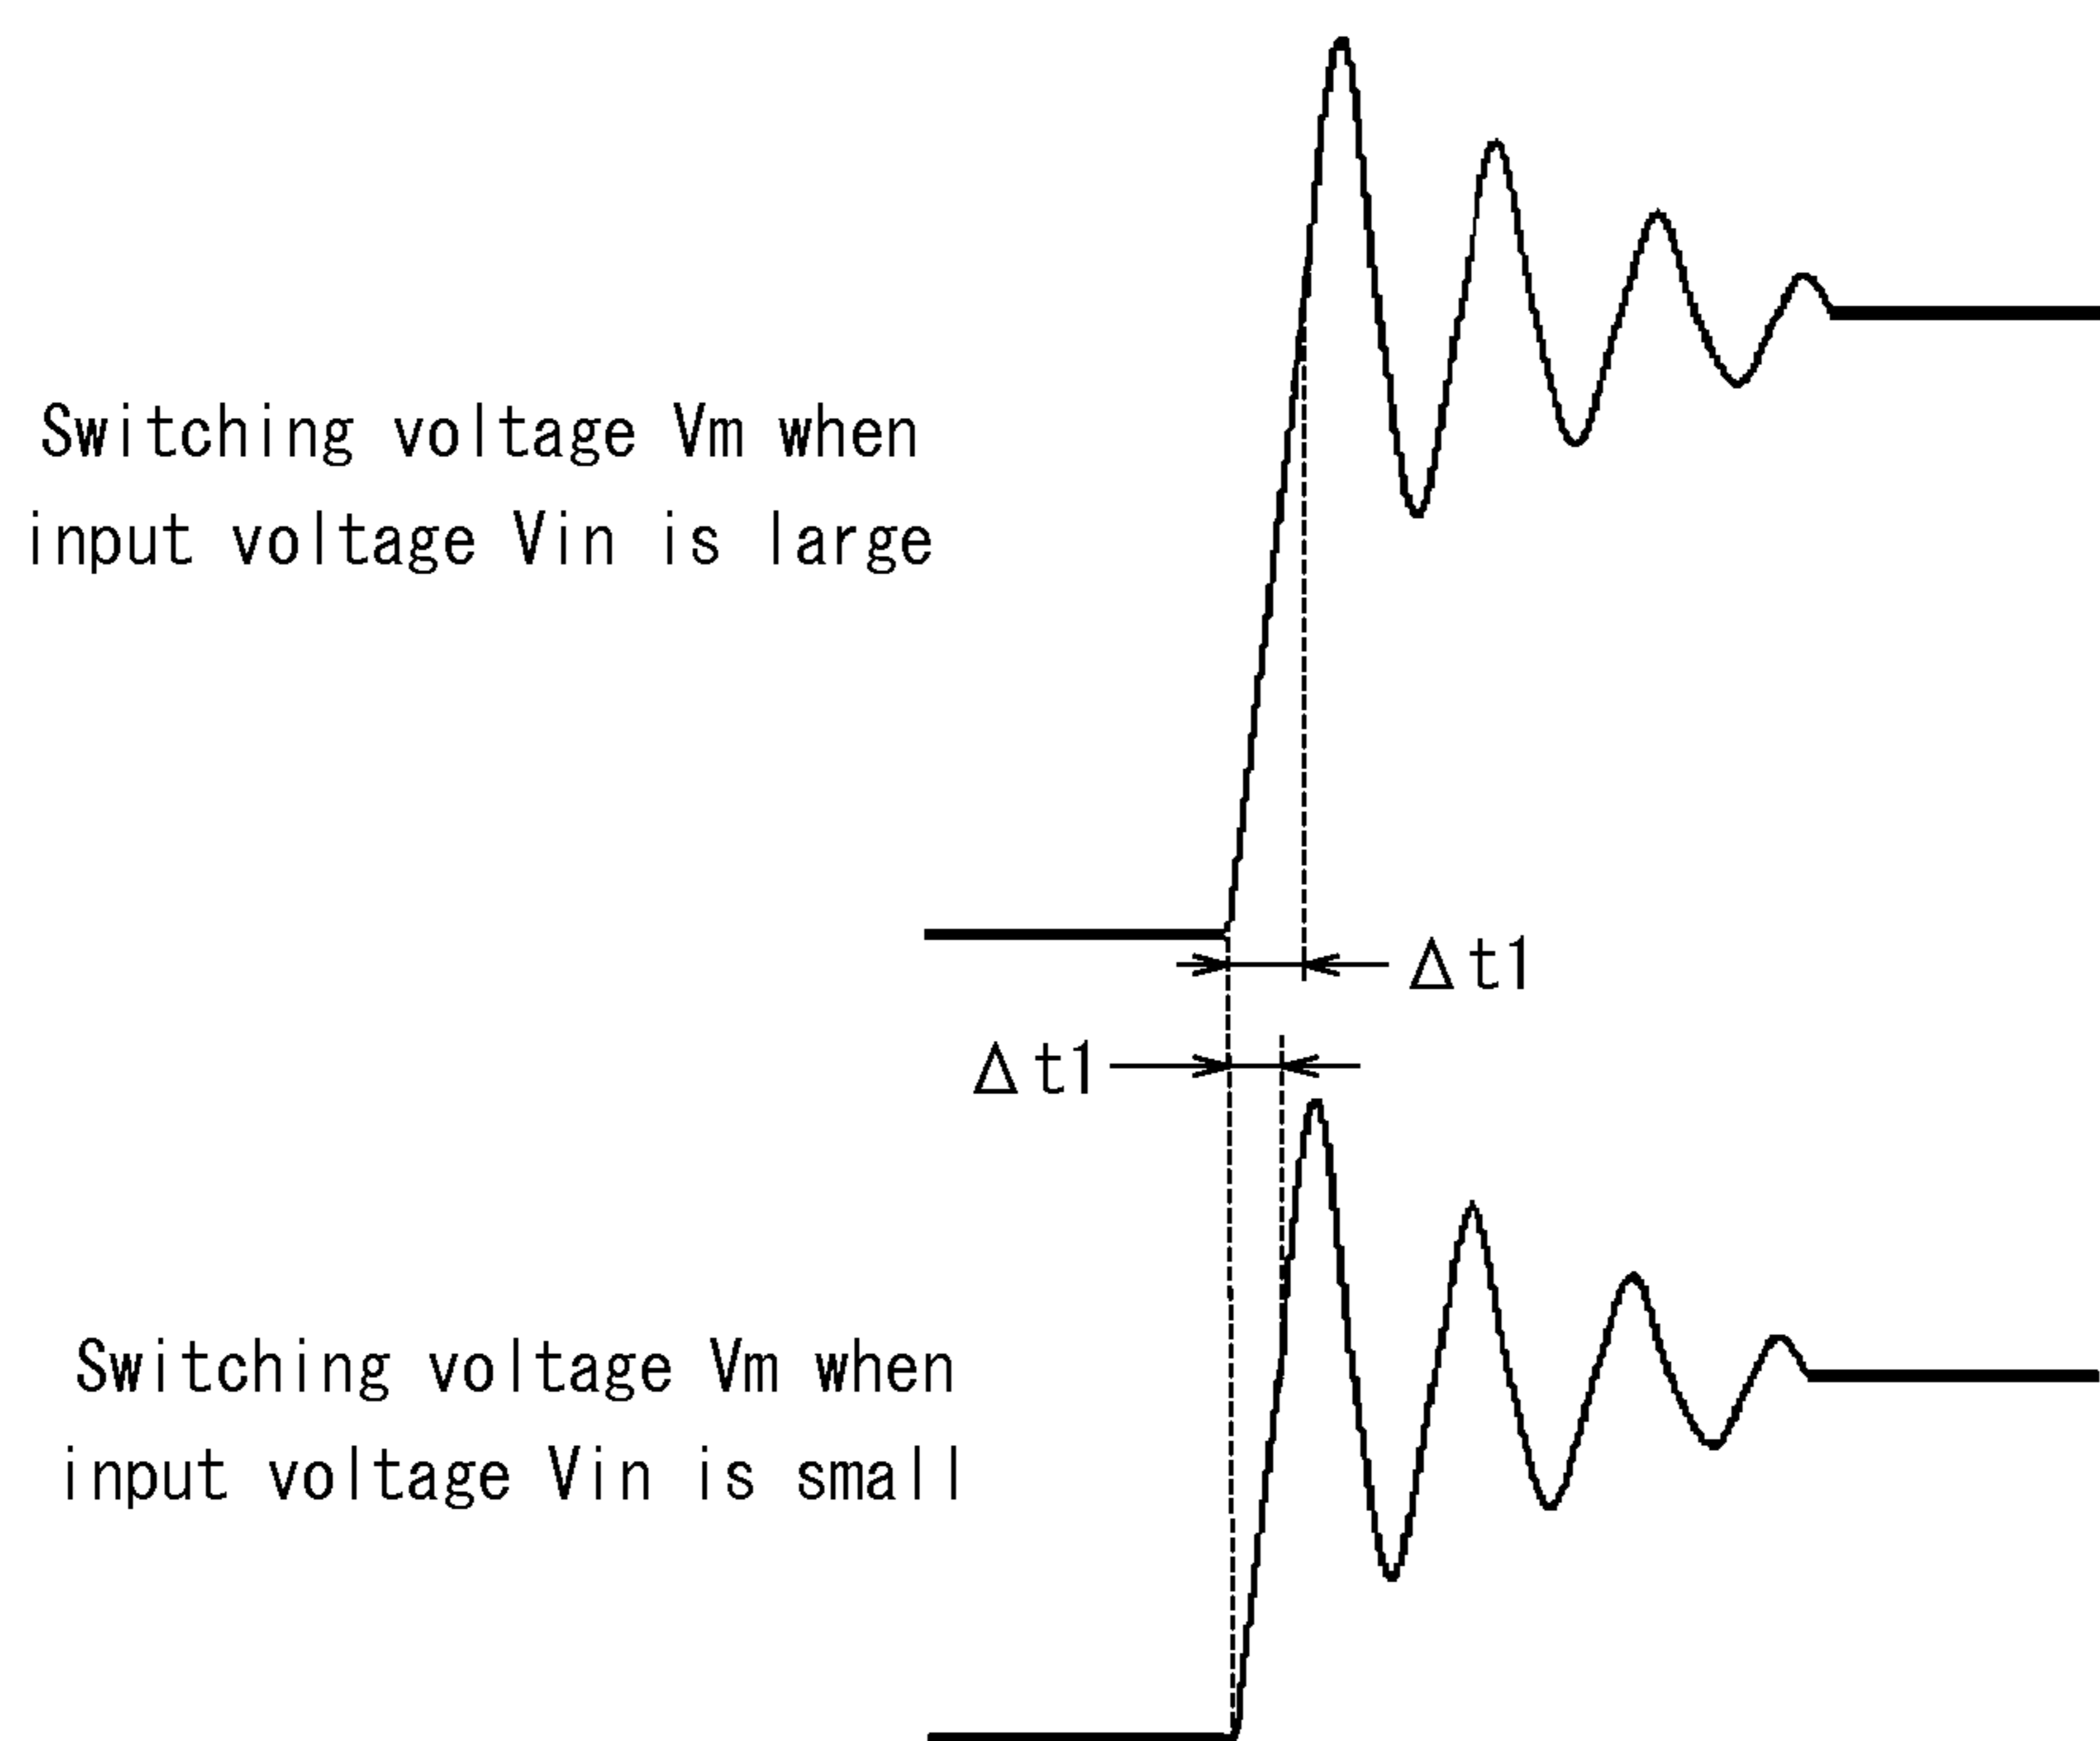 Switching voltage Vm when
input voltage Vin is large
Δt1
Δt1
Switching voltage Vm when
input voltage Vin is small